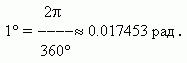 2π
1° = ---- ≈ 0.017453 рад .
360°